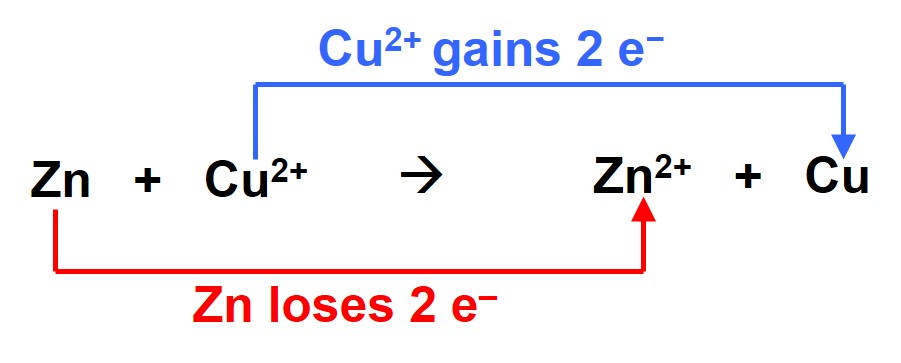 Cu²⁺ gains 2 e⁻
Zn + Cu²⁺ → Zn²⁺ + Cu
Zn loses 2 e⁻